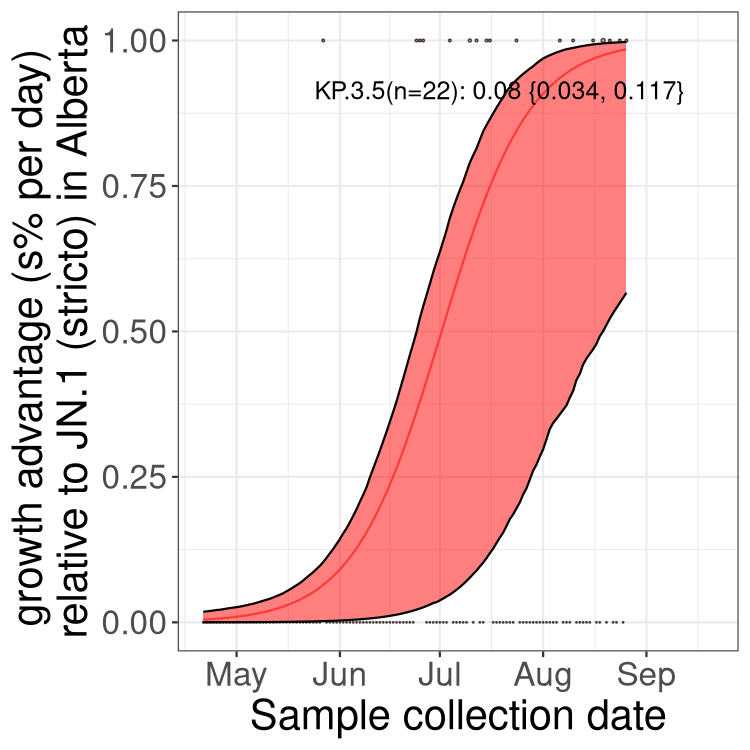 growth advantage (s% per day)
relative to JN.1 (stricto) in Alberta
1.00
0.75
0.50
0.25
0.00
KP.3.5(n=22): 0.08 {0.034, 0.117}
May Jun Jul Aug Sep
Sample collection date